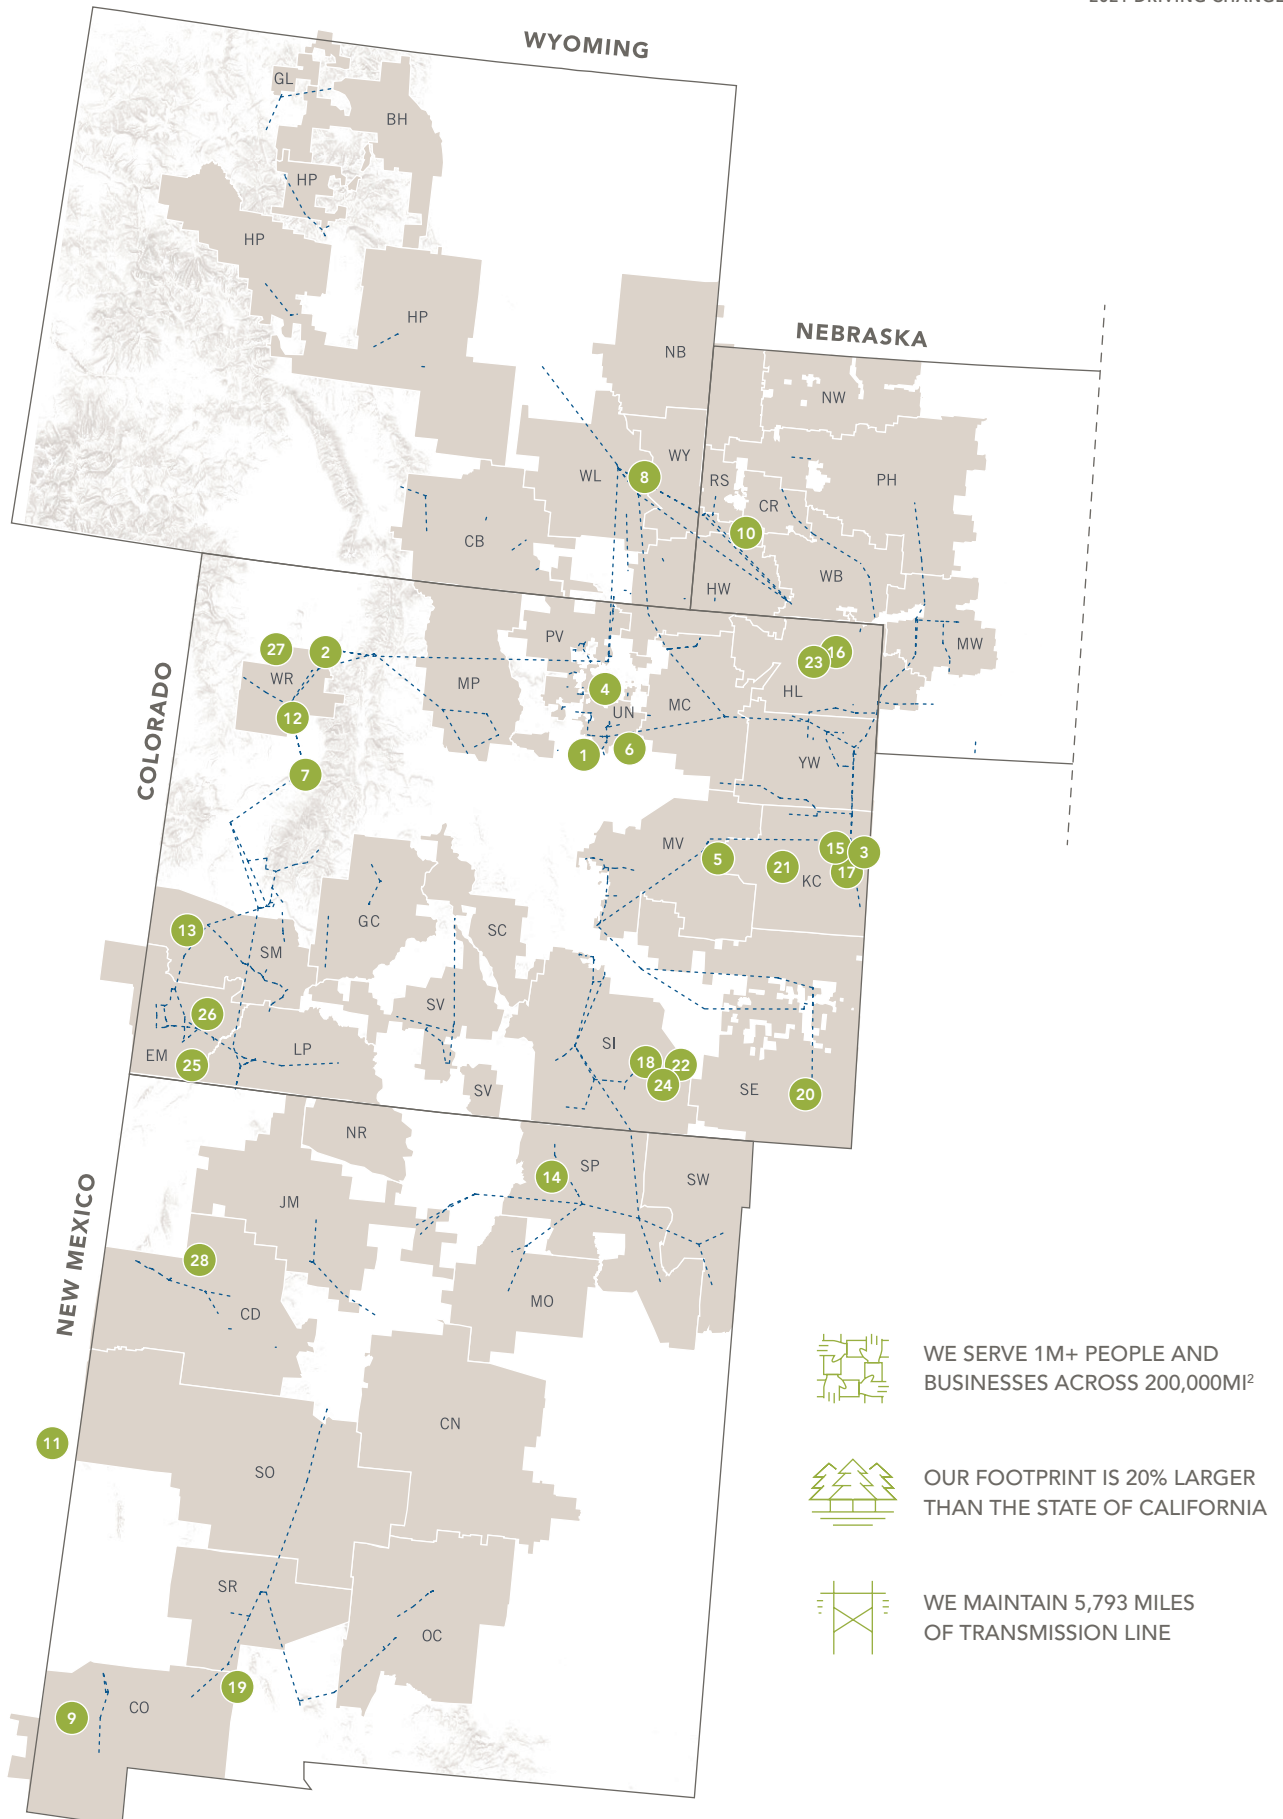 WYOMING
GL
BH
HP
HP
HP
NB
NEBRASKA
NW
WY
WL
8
RS
PH
CR
10
CB
WB
HW
PV
27
2
16
MW
23
WR
MP
4
HL
MC
UN
12
COLORADO
1
6
YW
7
MV
15
3
5
21
KC
17
GC
13
SC
SM
SV
26
SI
EM
LP
18
22
25
24
SV
SE
20
NR
SP
14
SW
JM
NEW MEXICO
28
MO
CD
WE SERVE 1M+ PEOPLE AND
BUSINESSES ACROSS 200,000MI²
CN
11
SO
OUR FOOTPRINT IS 20% LARGER
THAN THE STATE OF CALIFORNIA
SR
WE MAINTAIN 5,793 MILES
OF TRANSMISSION LINE
OC
19
CO
9